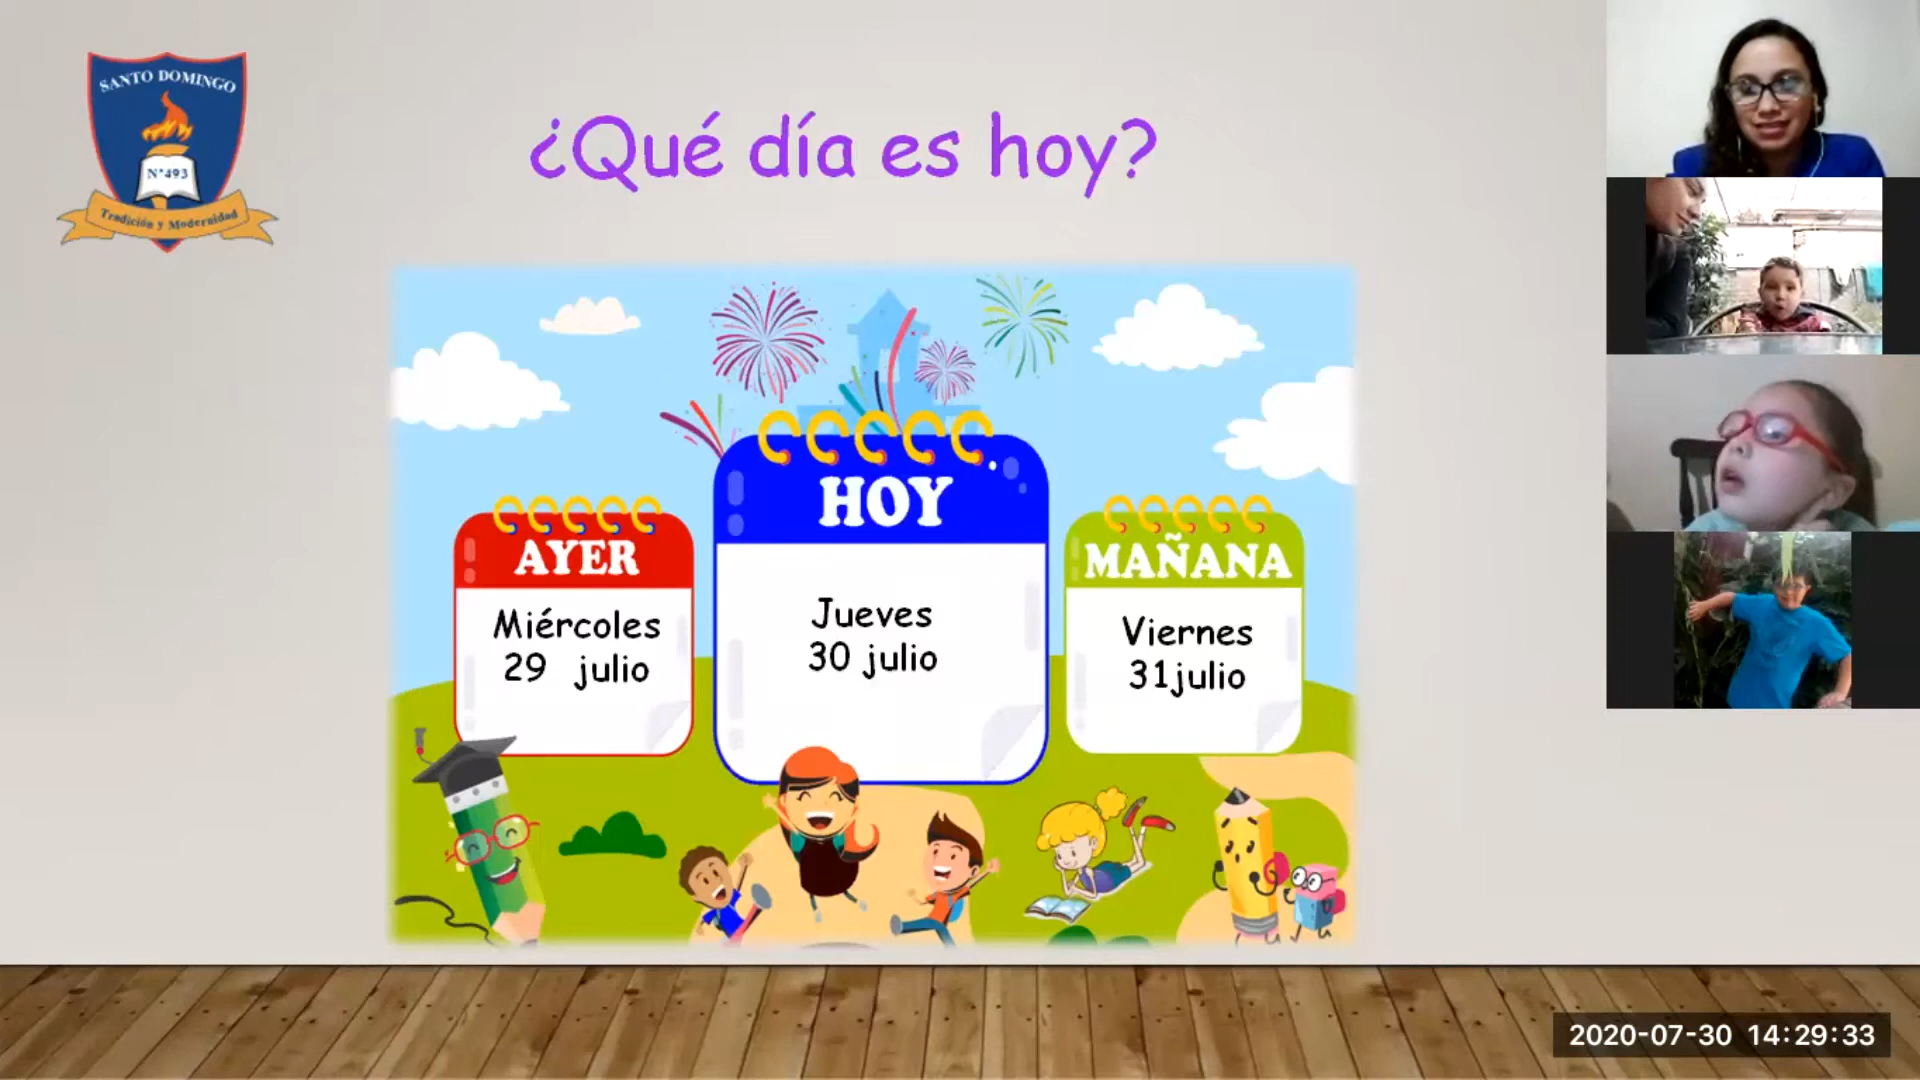 SANTO DOMINGO
N°493
Tradición y Modernidad
¿Qué día es hoy?
AYER
Miércoles
29 julio
HOY
Jueves
30 julio
MAÑANA
Viernes
31julio
2020-07-30 14:29:33